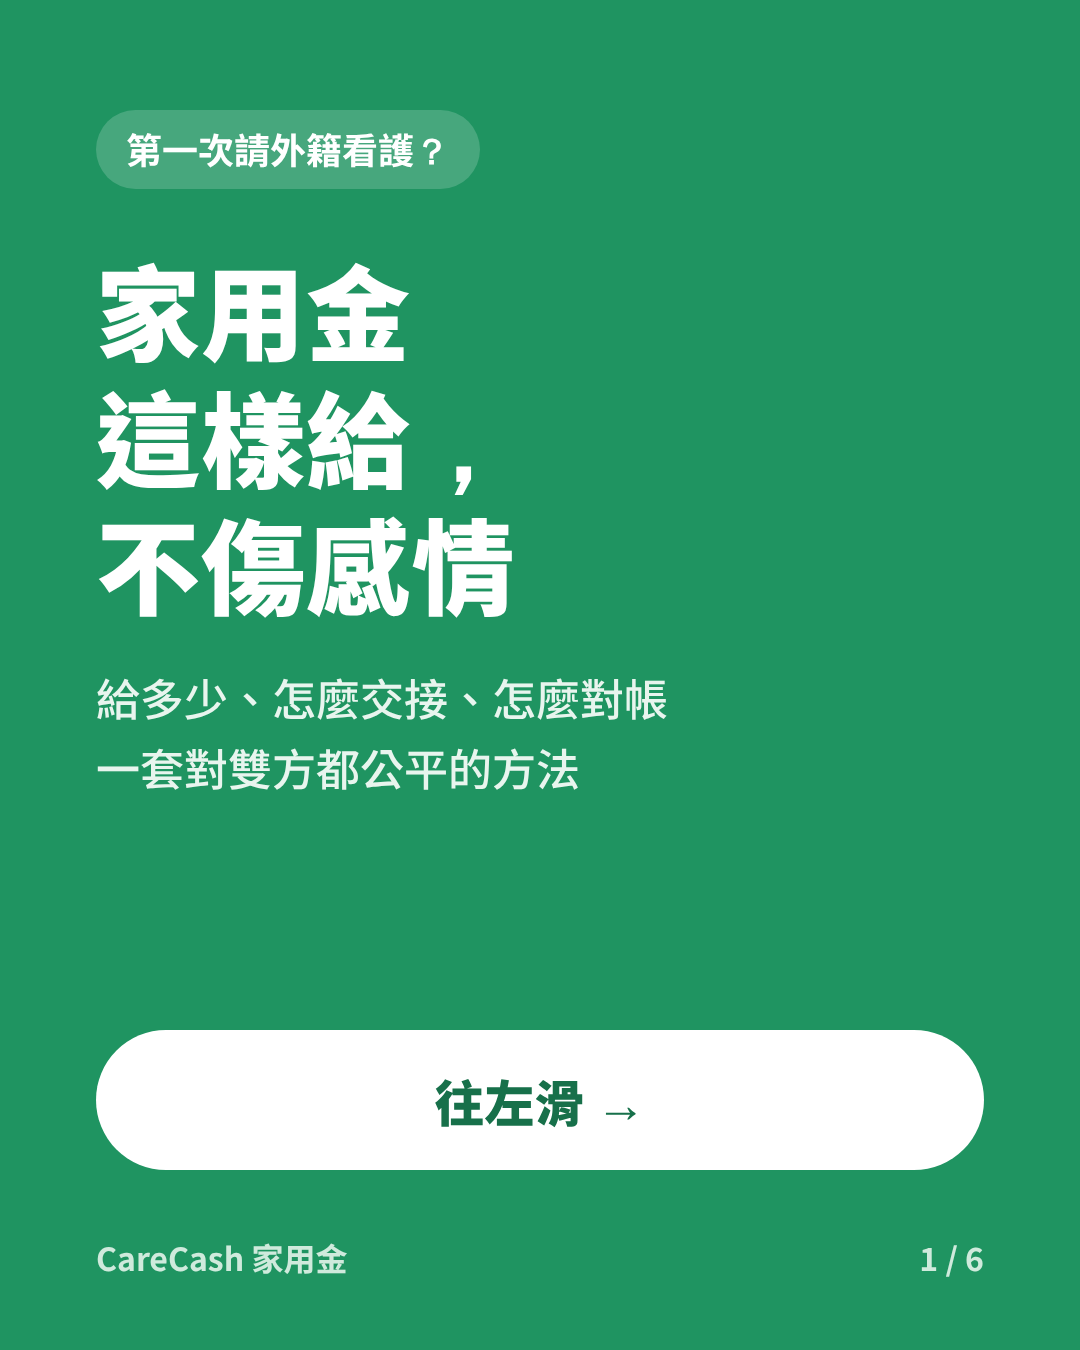 第一次請外籍看護？
家用金
這樣給，
不傷感情
給多少、怎麼交接、怎麼對帳
一套對雙方都公平的方法
往左滑 →
CareCash 家用金
1 / 6